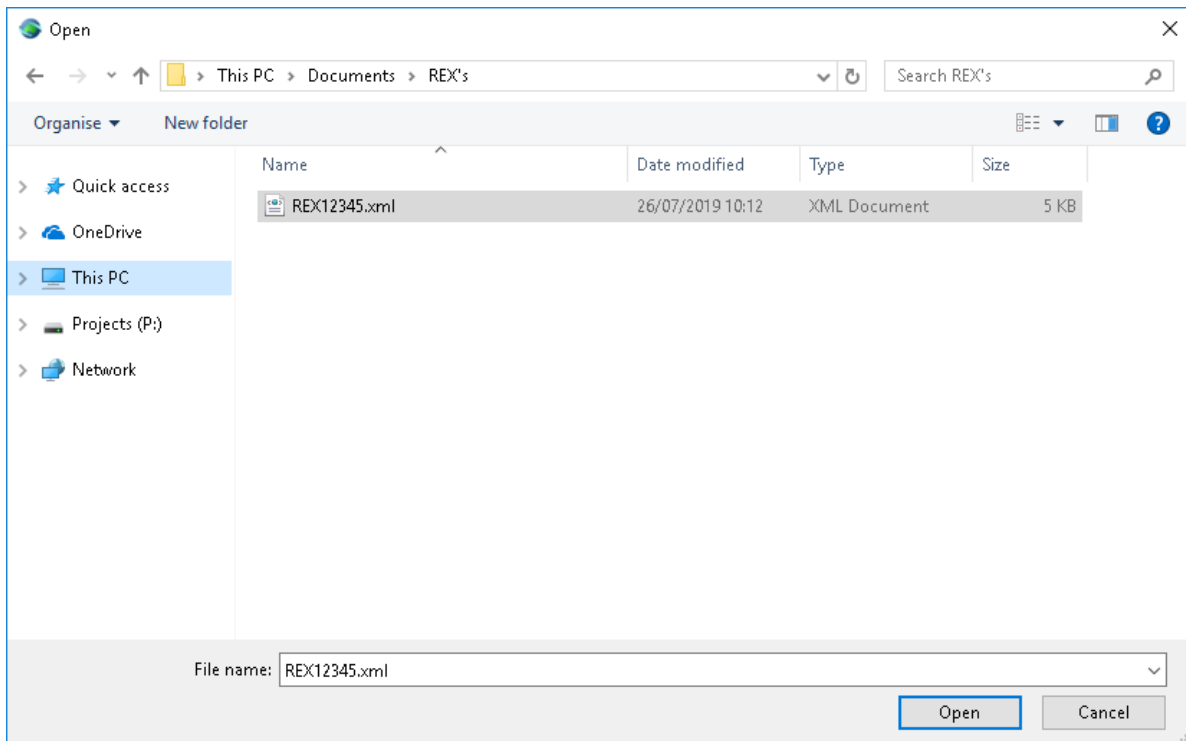 Open
This PC > Documents > REX's
Search REX's
Organise
New folder
Name
Date modified
Type
Size
Quick access
OneDrive
This PC
Projects (P:)
Network
REX12345.xml
26/07/2019 10:12
XML Document
5 KB
File name:
REX12345.xml
Open
Cancel